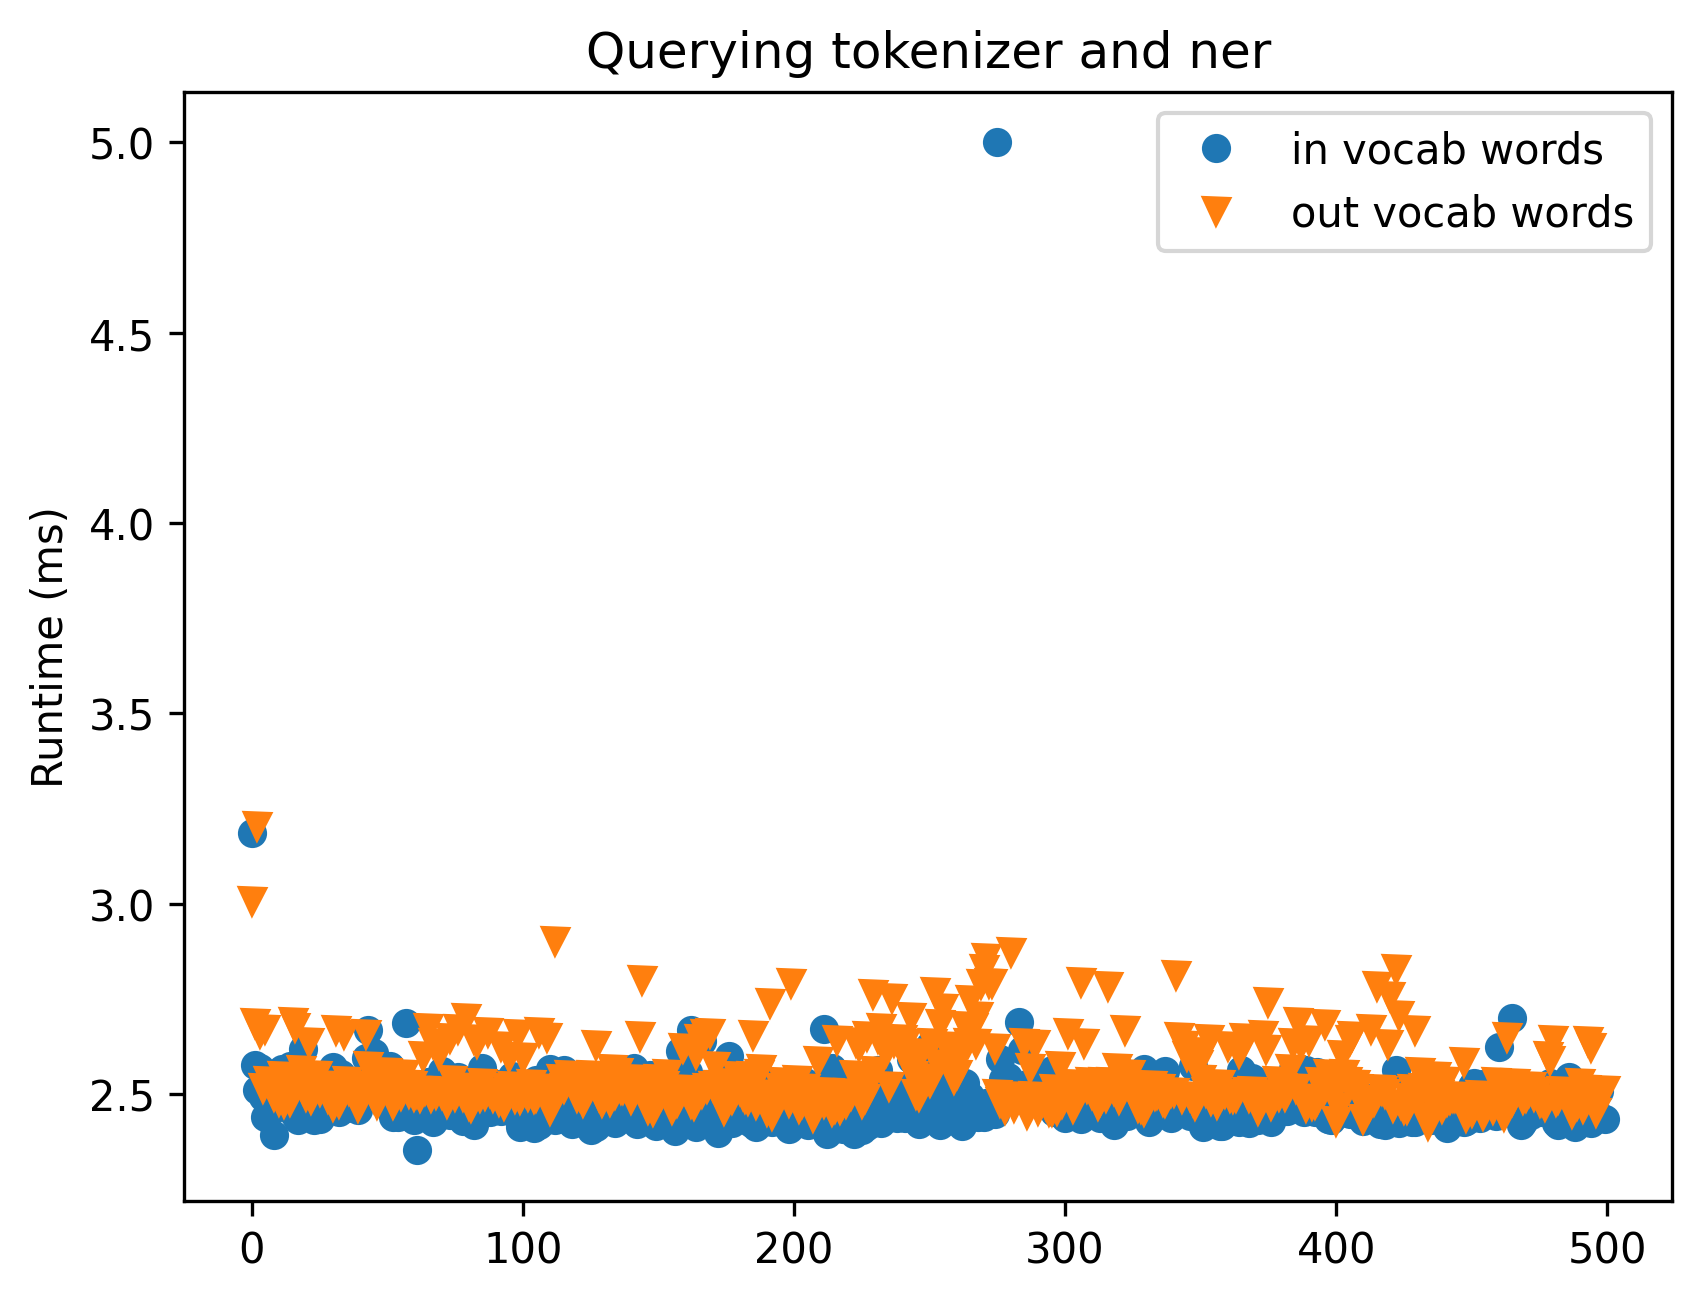 Querying tokenizer and ner
in vocab words
out vocab words
Runtime (ms)
5.0
4.5
4.0
3.5
3.0
2.5
0 100 200 300 400 500